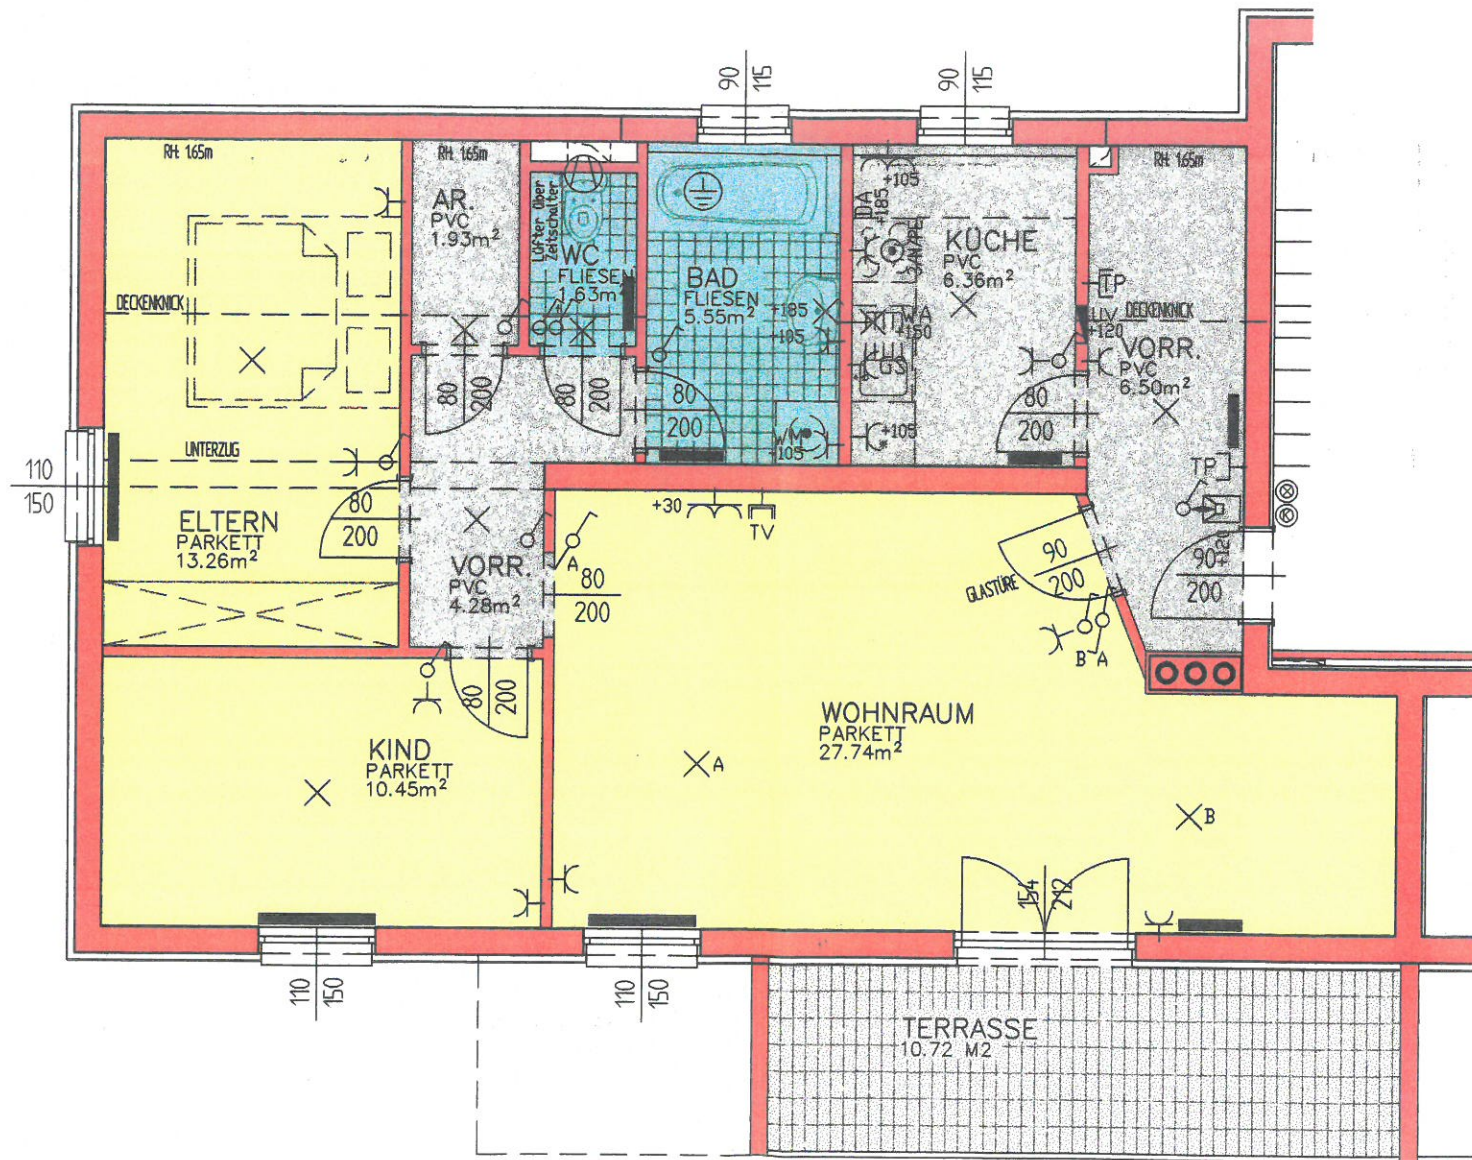 90
115
90
115
RH: 1.65m
RH: 1.65m
RH: 1.65m
AR.
PVC
1.93m²
Lüfter über
Zeitschalter
WC
FLIESEN
1.63m²
BAD
FLIESEN
5.55m²
+185
+105
DA
+185
KÜCHE
PVC
6.36m²
WA
+150
GS
+105
WM
+105
TP
UV
+120
DECKENKNICK
VORR.
PVC
6.50m²
TP
DECKENKNICK
UNTERZUG
80
200
80
200
80
200
80
200
110
150
ELTERN
PARKETT
13.26m²
80
200
VORR.
PVC
4.28m²
A
80
200
+30
TV
GLASTÜRE
90
200
90
200
K
B
A
80
200
KIND
PARKETT
10.45m²
WOHNRAUM
PARKETT
27.74m²
A
B
154
212
110
150
110
150
TERRASSE
10.72 M2